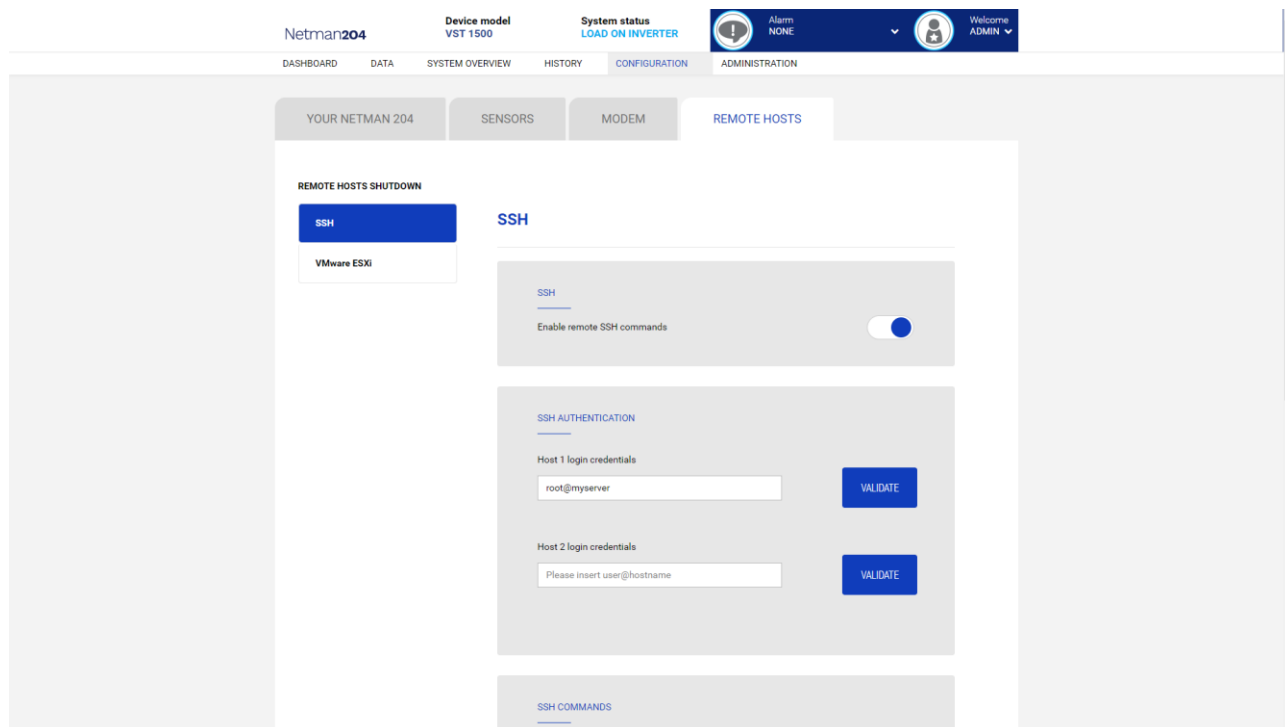 Netman204
Device model
VST 1500
System status
LOAD ON INVERTER
Alarm
NONE
Welcome
ADMIN
DASHBOARD DATA SYSTEM OVERVIEW HISTORY CONFIGURATION ADMINISTRATION
YOUR NETMAN 204 SENSORS MODEM REMOTE HOSTS
REMOTE HOSTS SHUTDOWN
SSH
VMware ESXi
SSH
SSH
Enable remote SSH commands
SSH AUTHENTICATION
Host 1 login credentials
root@myserver VALIDATE
Host 2 login credentials
Please insert user@hostname VALIDATE
SSH COMMANDS